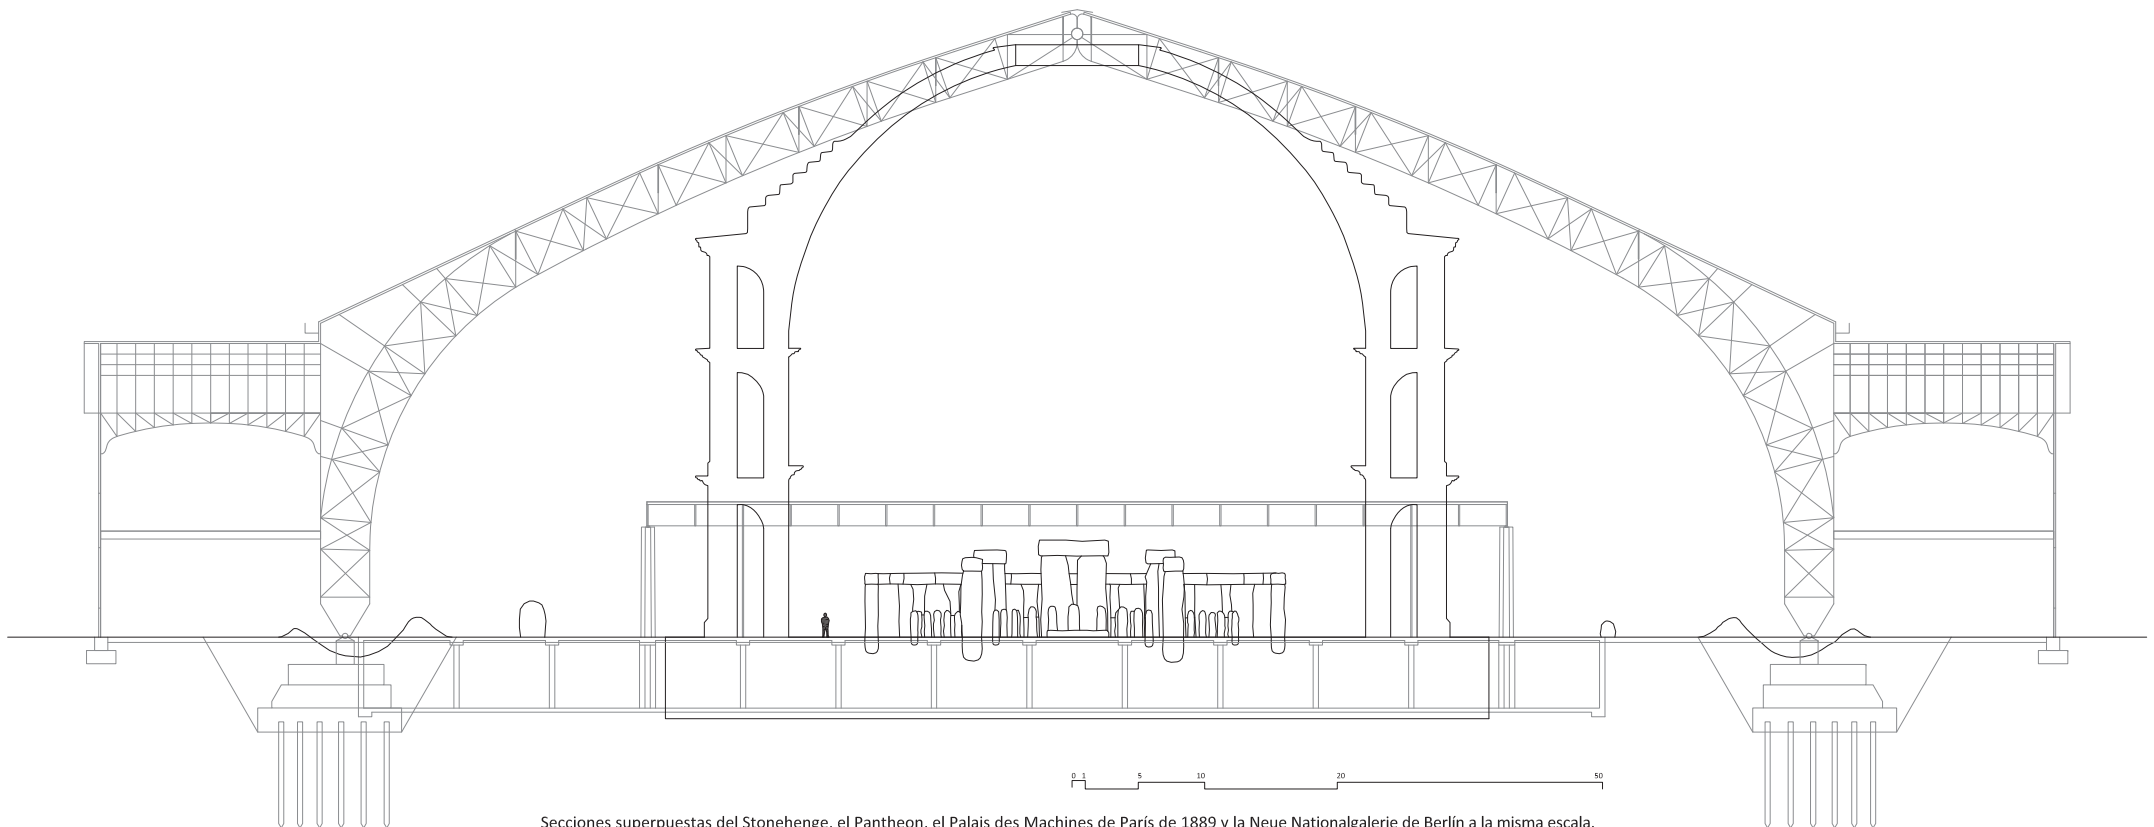 0 1 5 10 20 50
Secciones superpuestas del Stonehenge, el Pantheon, el Palais des Machines de París de 1889 y la Neue Nationalgalerie de Berlín a la misma escala.